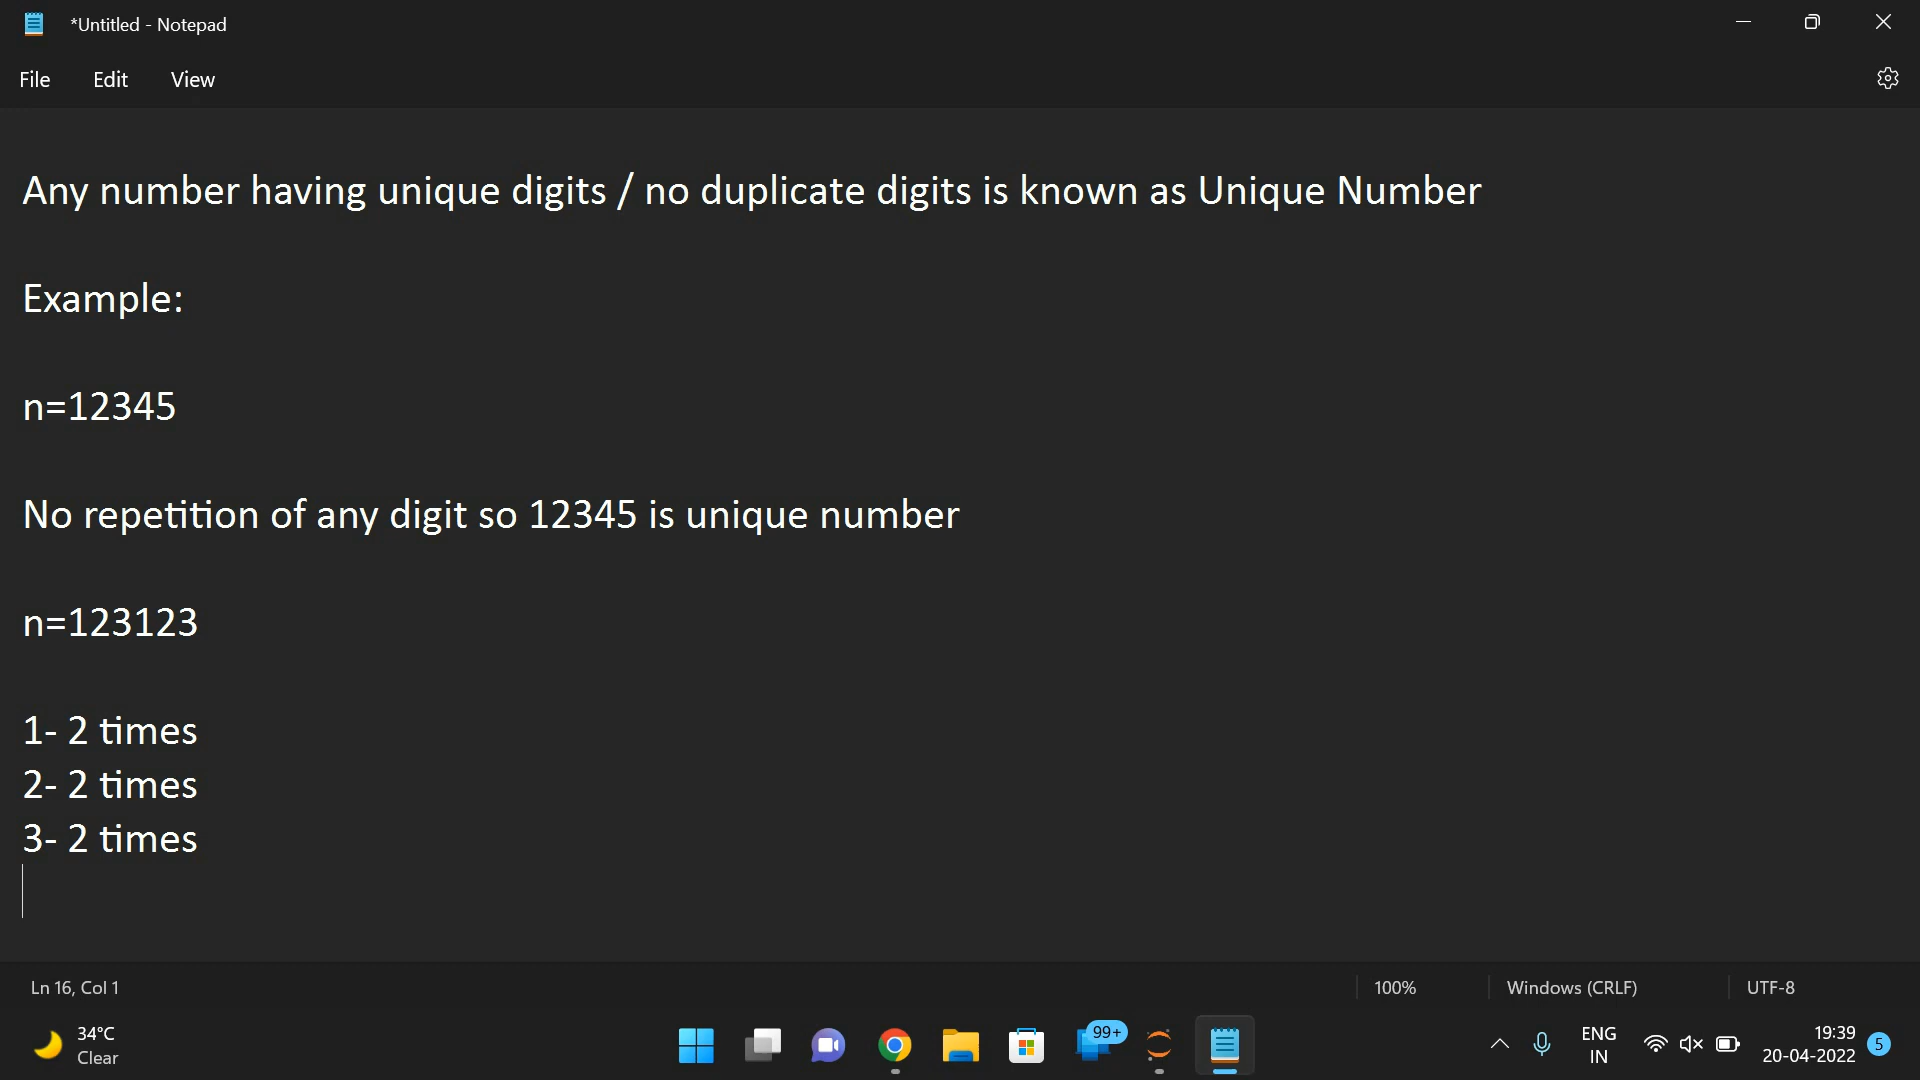 *Untitled - Notepad
File Edit View
Any number having unique digits / no duplicate digits is known as Unique Number
Example:
n=12345
No repetition of any digit so 12345 is unique number
n=123123
1- 2 times
2- 2 times
3- 2 times
Ln 16, Col 1 100% Windows (CRLF) UTF-8
34°C
Clear
99+
ENG
IN
19:39
20-04-2022
5